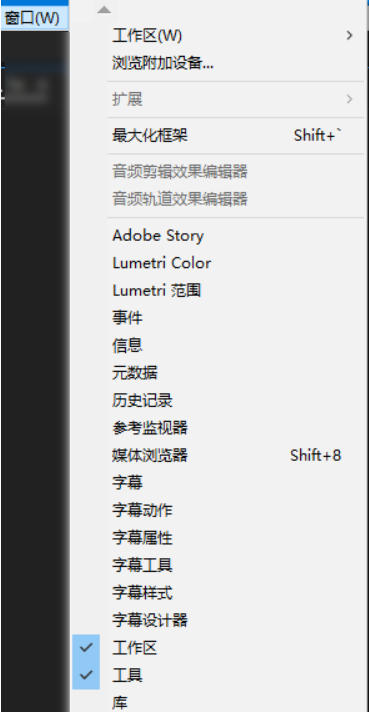 窗口(W)
工作区(W)
浏览附加设备...
扩展
最大化框架 Shift+`
音频剪辑效果编辑器
音频轨道效果编辑器
Adobe Story
Lumetri Color
Lumetri 范围
事件
信息
元数据
历史记录
参考监视器
媒体浏览器 Shift+8
字幕
字幕动作
字幕属性
字幕工具
字幕样式
字幕设计器
工作区
工具
库